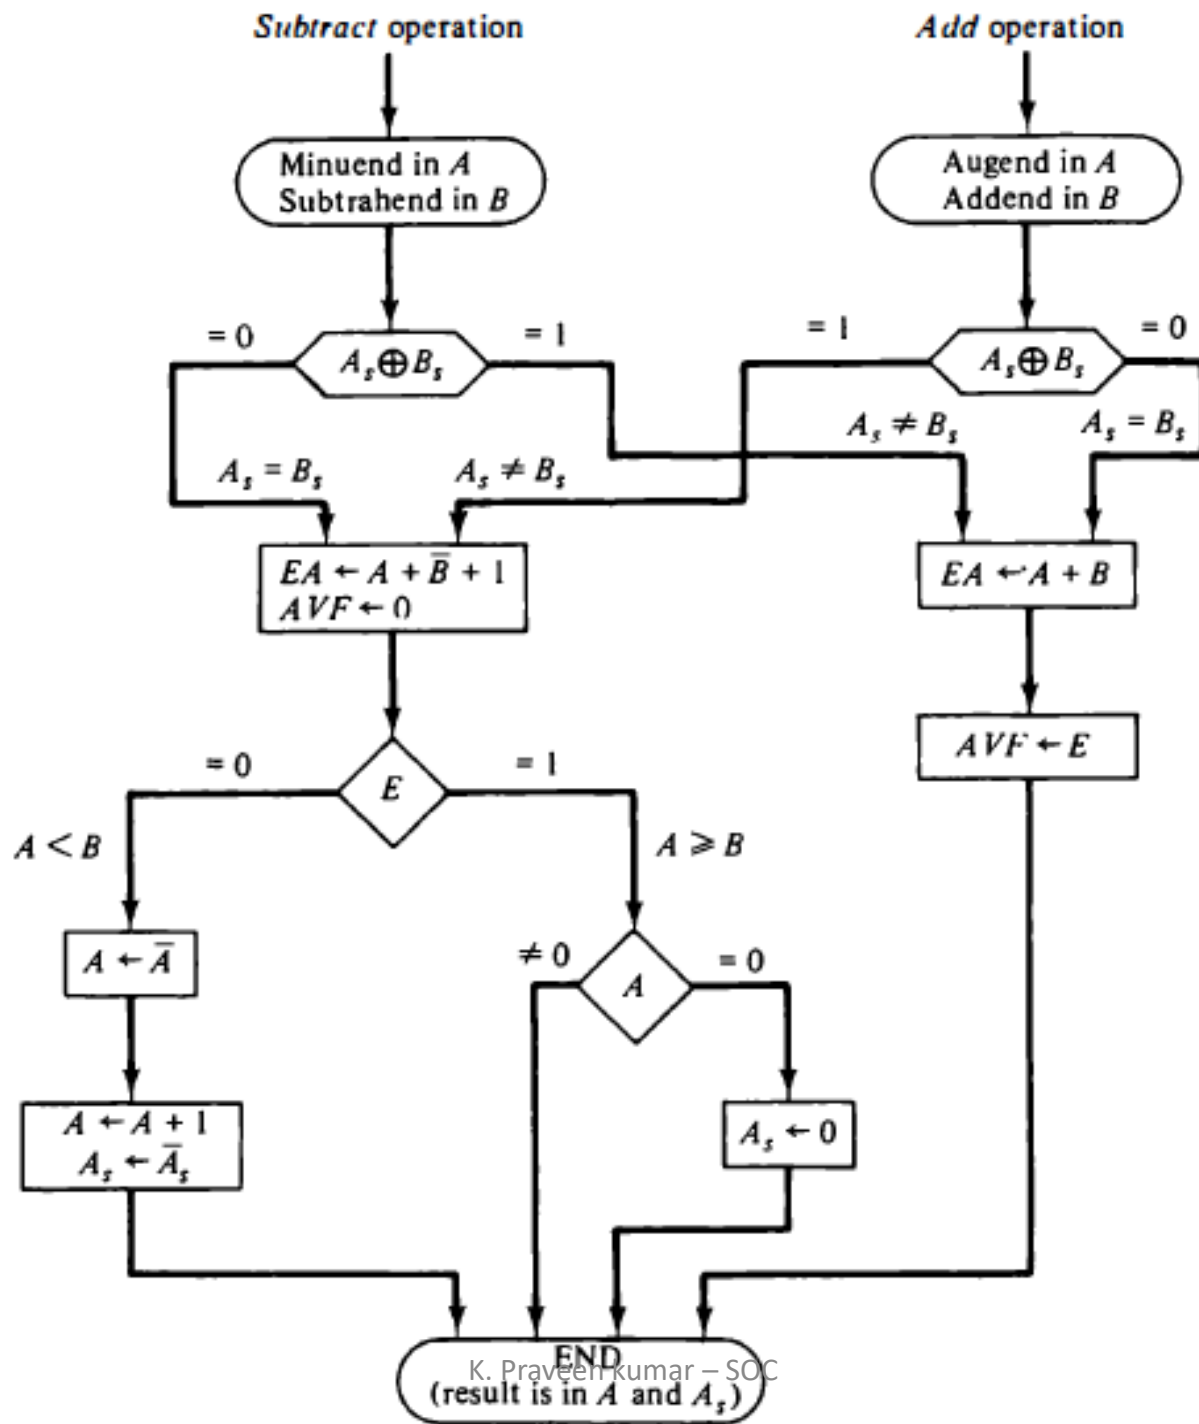 Subtract operation
Add operation
Minuend in A
Subtrahend in B
Augend in A
Addend in B
= 0
= 1
= 1
= 0
A_s ⊕ B_s
A_s ⊕ B_s
A_s ≠ B_s
A_s = B_s
A_s = B_s
A_s ≠ B_s
EA ← A + B̅ + 1
AVF ← 0
EA ← A + B
AVF ← E
= 0
= 1
E
A < B
A ⩾ B
A ← A̅
≠ 0
= 0
A
A ← A + 1
A_s ← A̅_s
A_s ← 0
END
K. Praveen kumar – SOC
(result is in A and A_s)